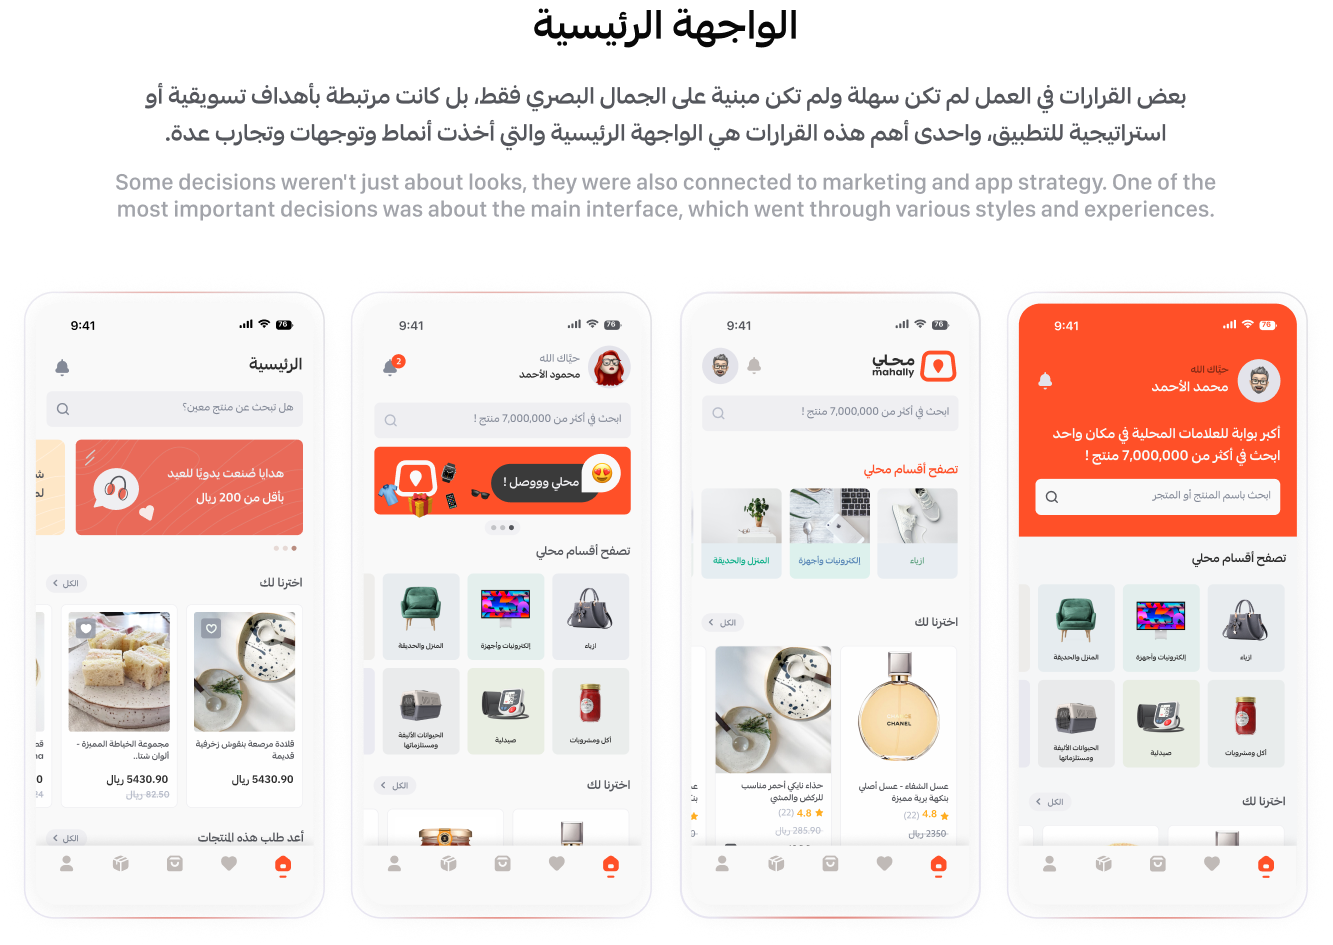 الواجهة الرئيسية
بعض القرارات في العمل لم تكن سهلة ولم تكن مبنية على الجمال البصري فقط، بل كانت مرتبطة بأهداف تسويقية أو
استراتيجية للتطبيق، واحدى أهم هذه القرارات هي الواجهة الرئيسية والتي أخذت أنماط وتوجهات وتجارب عدة.
Some decisions weren't just about looks, they were also connected to marketing and app strategy. One of the
most important decisions was about the main interface, which went through various styles and experiences.
9:41
76
حيَّاك الله
محمد الأحمد
أكبر بوابة للعلامات المحلية في مكان واحد
ابحث في أكثر من 7,000,000 منتج !
ابحث باسم المنتج أو المتجر
تصفح أقسام محلي
ازياء
إلكترونيات وأجهزة
المنزل والحديقة
أكل ومشروبات
صيدلية
الحيوانات الأليفة
ومستلزماتها
اخترنا لك
الكل
9:41
76
محلي
mahally
ابحث في أكثر من 7,000,000 منتج !
تصفح أقسام محلي
ازياء
إلكترونيات وأجهزة
المنزل والحديقة
اخترنا لك
الكل
CHANEL
عسل الشفاء - عسل أصلي
بنكهة برية مميزة
4.8 (22)
2350 ريال
حذاء نايكي أحمر مناسب
للركض والمشي
4.8 (22)
285.90 ريال
9:41
76
حيَّاك الله
محمود الأحمد
2
ابحث في أكثر من 7,000,000 منتج !
محلي وووصل !
تصفح أقسام محلي
ازياء
إلكترونيات وأجهزة
المنزل والحديقة
أكل ومشروبات
صيدلية
الحيوانات الأليفة
ومستلزماتها
اخترنا لك
الكل
9:41
76
الرئيسية
هل تبحث عن منتج معين؟
هدايا صُنعت يدويًا للعيد
بأقل من 200 ريال
اخترنا لك
الكل
قلادة مرصعة بنقوش زخرفية
قديمة
5430.90 ريال
مجموعة الخياطة المميزة -
ألوان شتا..
5430.90 ريال
82.50 ريال
أعد طلب هذه المنتجات
الكل